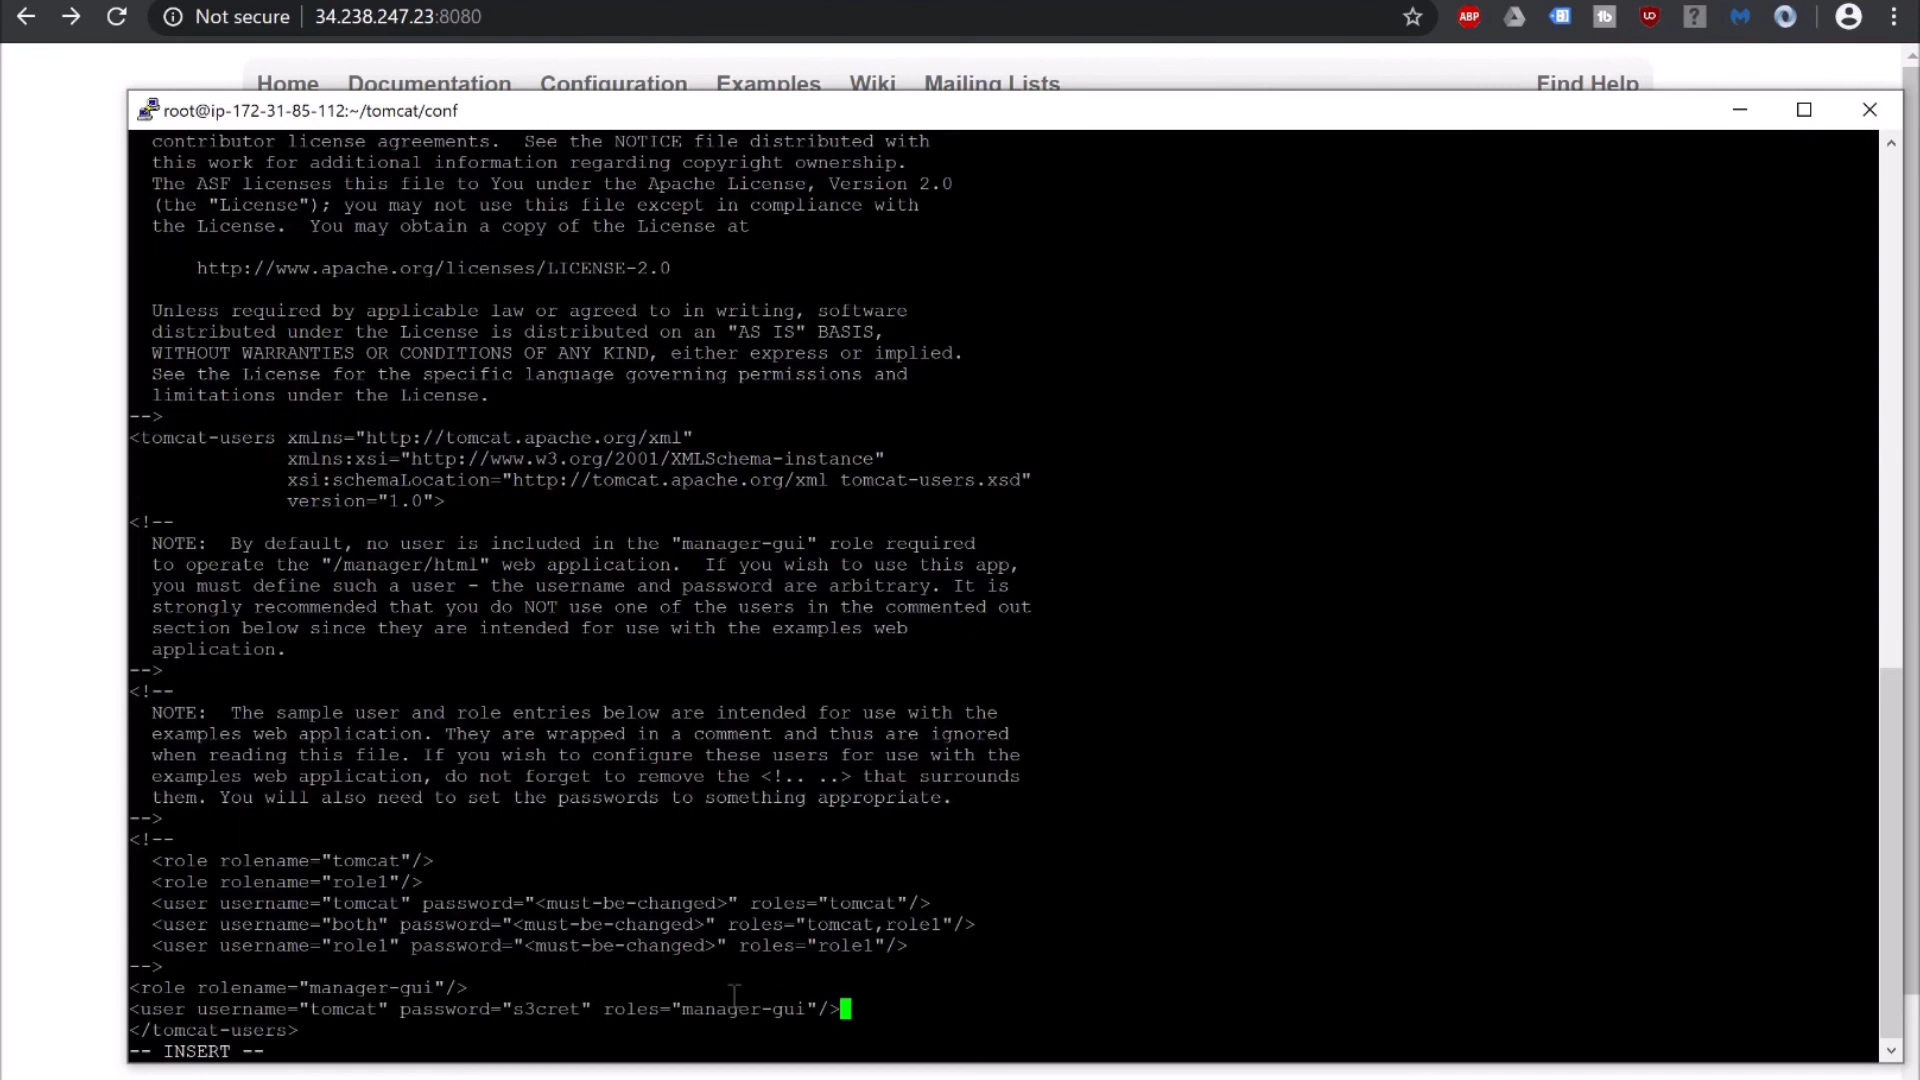 Not secure
34.238.247.23:8080
Home Documentation Configuration Examples Wiki Mailing Lists Find Help
root@ip-172-31-85-112:~/tomcat/conf
contributor license agreements.  See the NOTICE file distributed with
this work for additional information regarding copyright ownership.
The ASF licenses this file to You under the Apache License, Version 2.0
(the "License"); you may not use this file except in compliance with
the License.  You may obtain a copy of the License at
http://www.apache.org/licenses/LICENSE-2.0
Unless required by applicable law or agreed to in writing, software
distributed under the License is distributed on an "AS IS" BASIS,
WITHOUT WARRANTIES OR CONDITIONS OF ANY KIND, either express or implied.
See the License for the specific language governing permissions and
limitations under the License.
-->
<tomcat-users xmlns="http://tomcat.apache.org/xml"
xmlns:xsi="http://www.w3.org/2001/XMLSchema-instance"
xsi:schemaLocation="http://tomcat.apache.org/xml tomcat-users.xsd"
version="1.0">
<!--
NOTE:  By default, no user is included in the "manager-gui" role required
to operate the "/manager/html" web application.  If you wish to use this app,
you must define such a user - the username and password are arbitrary. It is
strongly recommended that you do NOT use one of the users in the commented out
section below since they are intended for use with the examples web
application.
-->
<!--
NOTE:  The sample user and role entries below are intended for use with the
examples web application. They are wrapped in a comment and thus are ignored
when reading this file. If you wish to configure these users for use with the
examples web application, do not forget to remove the <!.. ..> that surrounds
them. You will also need to set the passwords to something appropriate.
-->
<!--
<role rolename="tomcat"/>
<role rolename="role1"/>
<user username="tomcat" password="<must-be-changed>" roles="tomcat"/>
<user username="both" password="<must-be-changed>" roles="tomcat,role1"/>
<user username="role1" password="<must-be-changed>" roles="role1"/>
-->
<role rolename="manager-gui"/>
<user username="tomcat" password="s3cret" roles="manager-gui"/>
</tomcat-users>
-- INSERT --